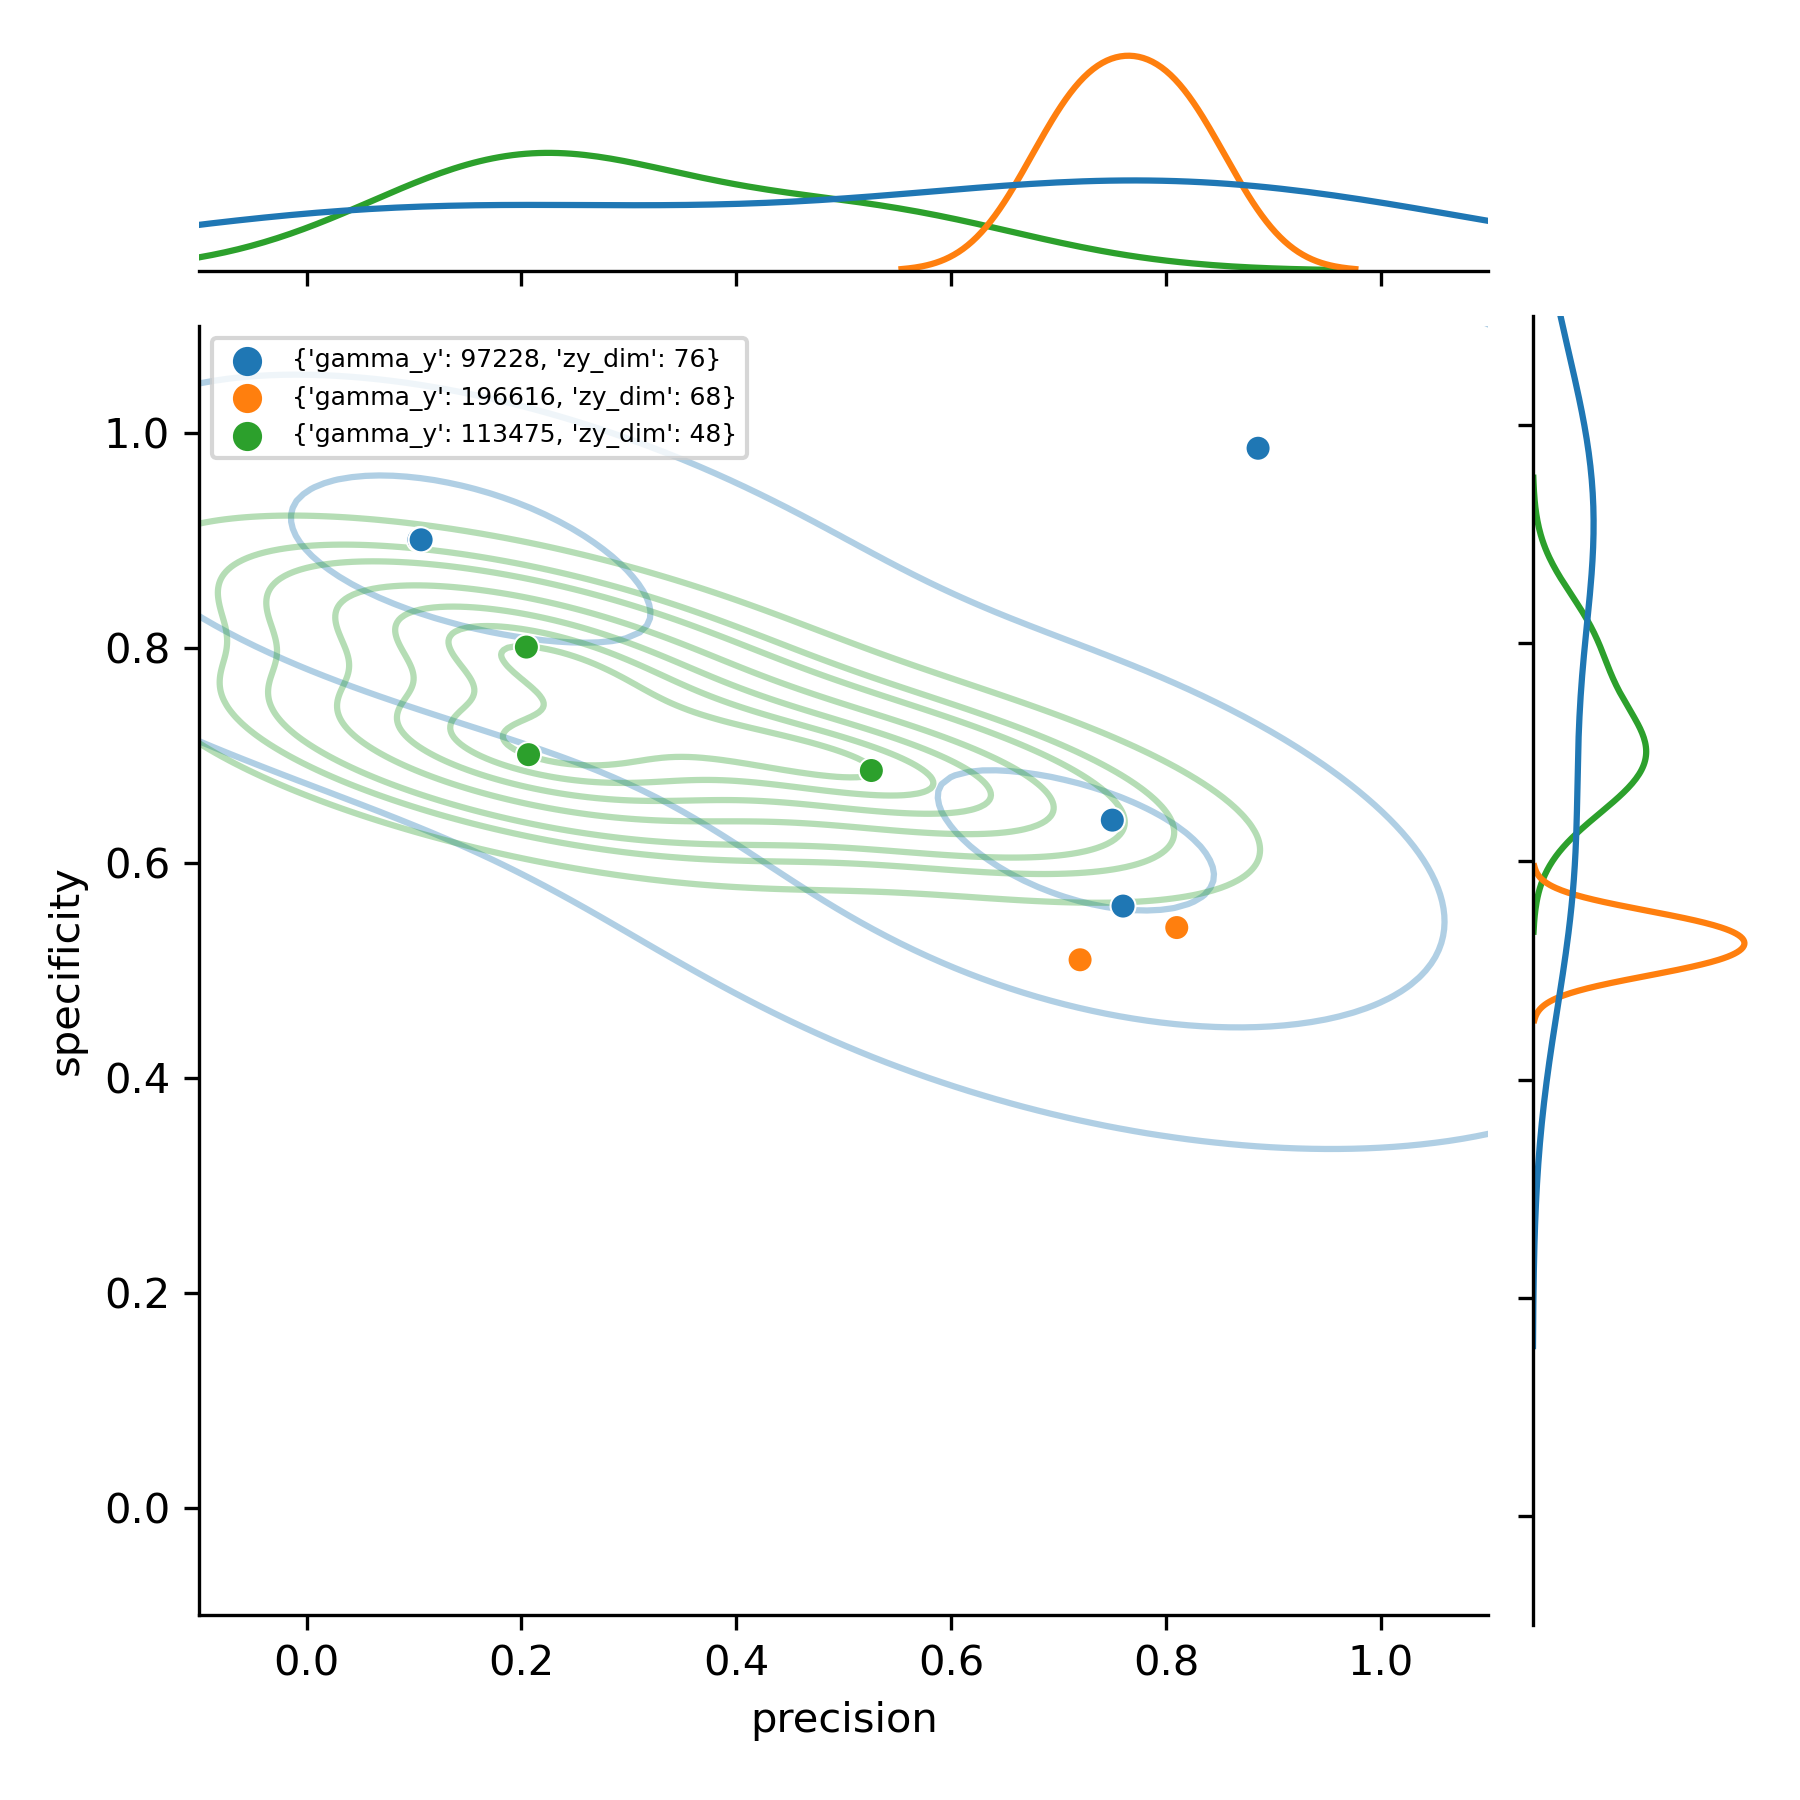 {'gamma_y': 97228, 'zy_dim': 76}
{'gamma_y': 196616, 'zy_dim': 68}
{'gamma_y': 113475, 'zy_dim': 48}
1.0
0.8
0.6
0.4
0.2
0.0
specificity
0.0 0.2 0.4 0.6 0.8 1.0
precision